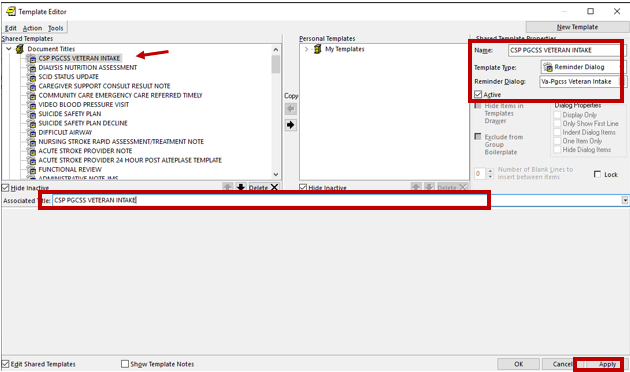 Template Editor
Edit Action Tools
New Template
Shared Templates
Personal Templates
Shared Template Properties
Document Titles
CSP PGCSS VETERAN INTAKE
DIALYSIS NUTRITION ASSESSMENT
SCID STATUS UPDATE
CAREGIVER SUPPORT CONSULT RESULT NOTE
COMMUNITY CARE EMERGENCY CARE REFERRED TIMELY
VIDEO BLOOD PRESSURE VISIT
SUICIDE SAFETY PLAN
SUICIDE SAFETY PLAN DECLINE
DIFFICULT AIRWAY
NURSING STROKE RAPID ASSESSMENT/TREATMENT NOTE
ACUTE STROKE PROVIDER NOTE
ACUTE STROKE PROVIDER 24 HOUR POST ALTEPLASE TEMPLATE
FUNCTIONAL REVIEW
ADMINISTRATIVE NOTE IMS
Copy
My Templates
Name: CSP PGCSS VETERAN INTAKE
Template Type: Reminder Dialog
Reminder Dialog: Va-Pgcss Veteran Intake
Active
Hide Items in
Templates
Drawer
Exclude from
Group
Boilerplate
Dialog Properties
Display Only
Only Show First Line
Indent Dialog Items
One Item Only
Hide Dialog Items
0 Number of Blank Lines to
insert between items
Lock
Hide Inactive
Delete
Hide Inactive
Delete
Associated Title: CSP PGCSS VETERAN INTAKE
Edit Shared Templates
Show Template Notes
OK
Cancel
Apply